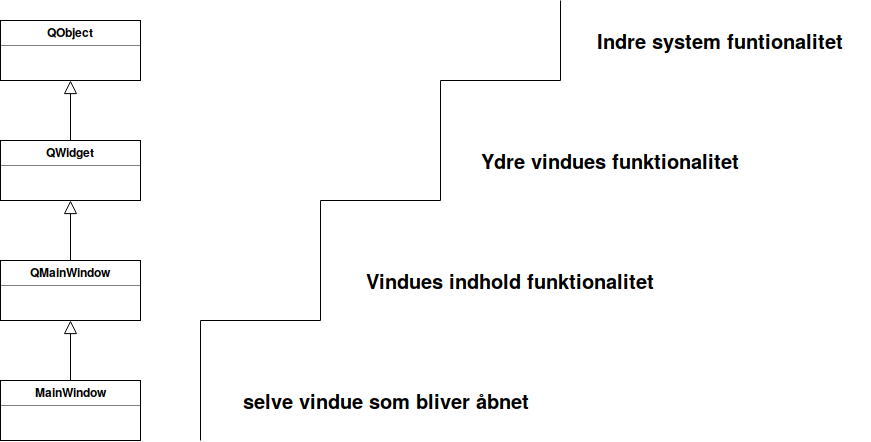 QObject
Indre system funtionalitet
QWidget
Ydre vindues funktionalitet
QMainWindow
Vindues indhold funktionalitet
MainWindow
selve vindue som bliver åbnet